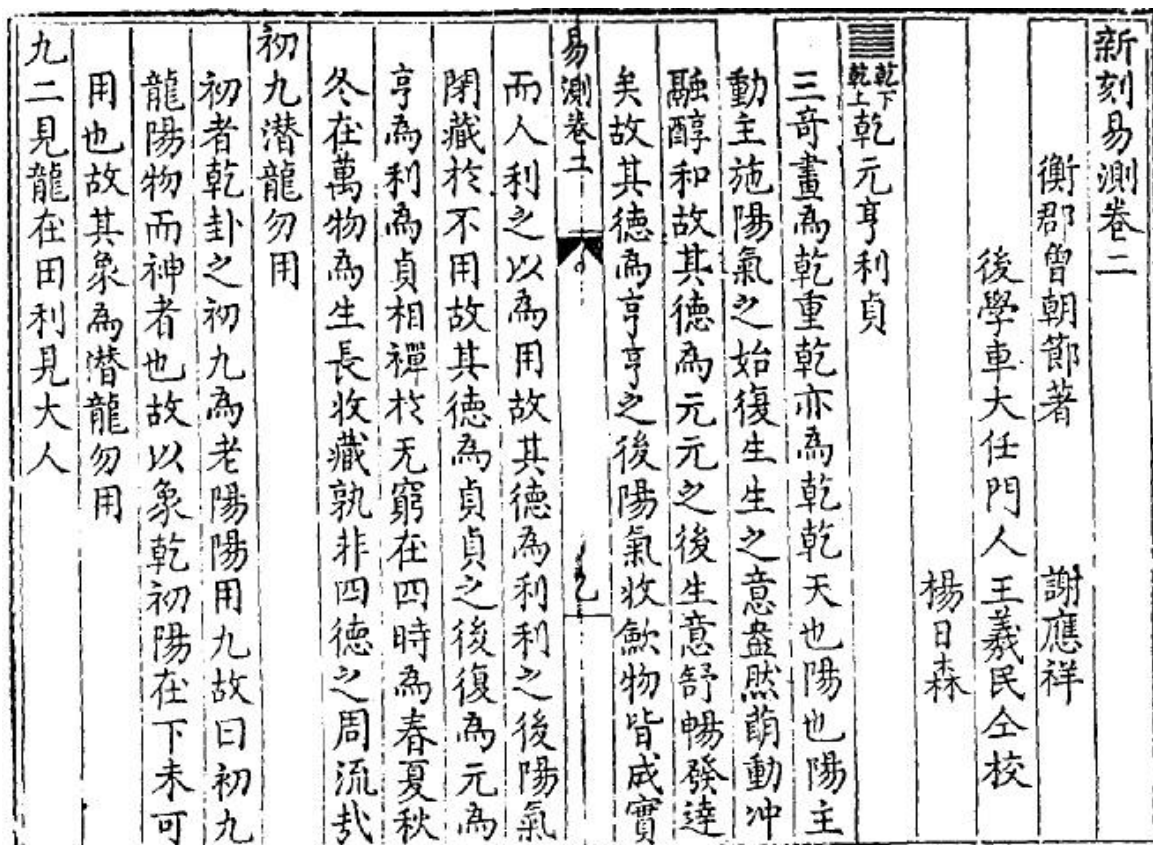 新刻易測卷二
衡郡曾朝節著 謝應祥
後學車大任門人王羲民仝校
楊日森
乾下乾上 乾元亨利貞
三奇畫為乾重乾亦為乾乾天也陽也陽主
動主施陽氣之始復生生之意盎然萌動冲
融醇和故其德為元元之後生意舒暢發達
矣故其德為亨亨之後陽氣收歛物皆成實
易測卷二
而人利之以為用故其德為利利之後陽氣
閉藏於不用故其德為貞貞之後復為元為
亨為利為貞相禪於无窮在四時為春夏秋
冬在萬物為生長收藏孰非四德之周流哉
初九潛龍勿用
初者乾卦之初九為老陽陽用九故曰初九
龍陽物而神者也故以象乾初陽在下未可
用也故其象為潛龍勿用
九二見龍在田利見大人